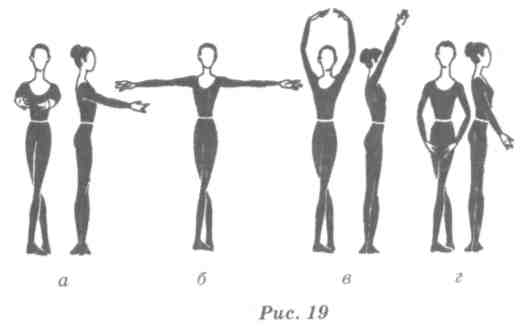 а б в г
Рис. 19